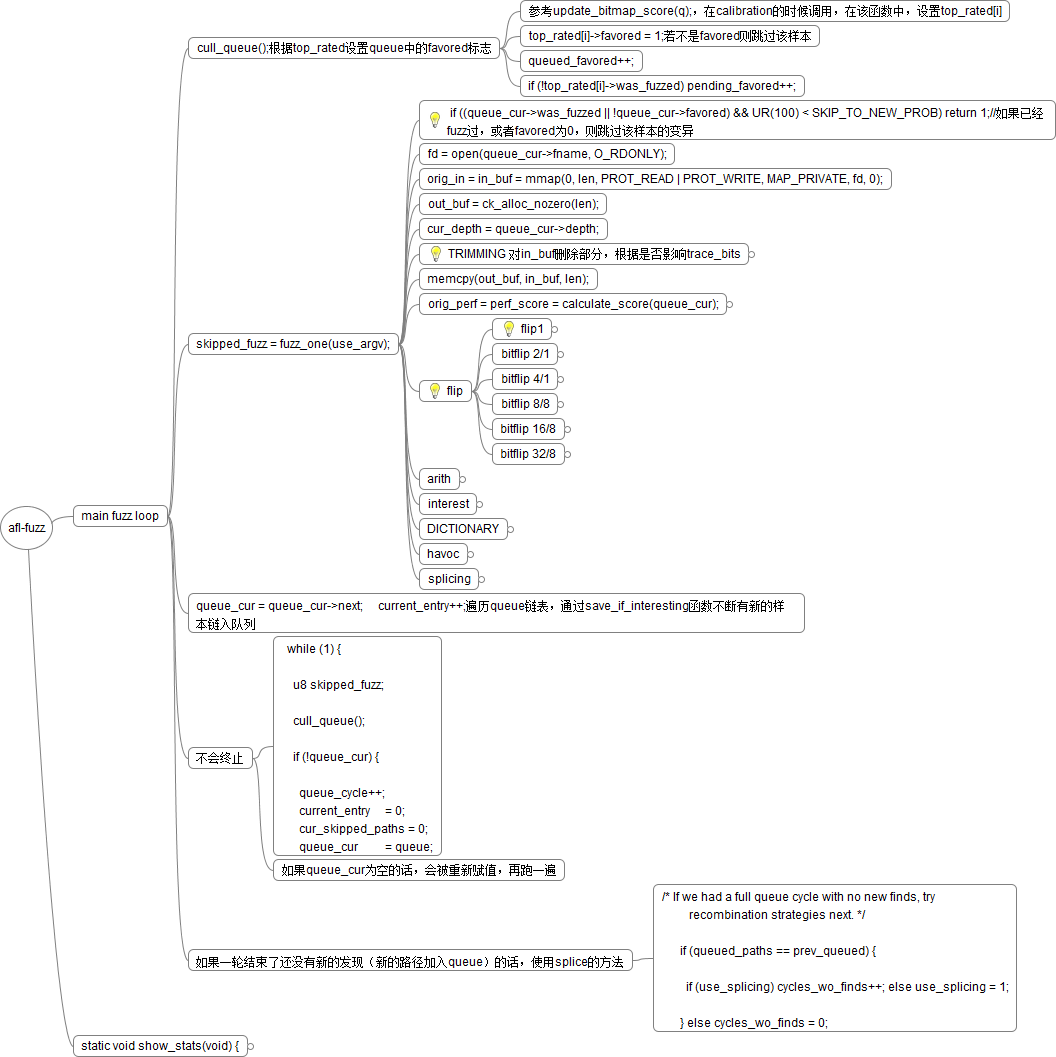 afl-fuzz
main fuzz loop
cull_queue();根据top_rated设置queue中的favored标志
参考update_bitmap_score(q);，在calibration的时候调用，在该函数中，设置top_rated[i]
top_rated[i]->favored = 1;若不是favored则跳过该样本
queued_favored++;
if (!top_rated[i]->was_fuzzed) pending_favored++;
skipped_fuzz = fuzz_one(use_argv);
if ((queue_cur->was_fuzzed || !queue_cur->favored) && UR(100) < SKIP_TO_NEW_PROB) return 1;//如果已经
fuzz过，或者favored为0，则跳过该样本的变异
fd = open(queue_cur->fname, O_RDONLY);
orig_in = in_buf = mmap(0, len, PROT_READ | PROT_WRITE, MAP_PRIVATE, fd, 0);
out_buf = ck_alloc_nozero(len);
cur_depth = queue_cur->depth;
TRIMMING 对in_buf删除部分，根据是否影响trace_bits
memcpy(out_buf, in_buf, len);
orig_perf = perf_score = calculate_score(queue_cur);
flip
flip1
bitflip 2/1
bitflip 4/1
bitflip 8/8
bitflip 16/8
bitflip 32/8
arith
interest
DICTIONARY
havoc
splicing
queue_cur = queue_cur->next; current_entry++;遍历queue链表，通过save_if_interesting函数不断有新的样
本链入队列
不会终止
while (1) {
u8 skipped_fuzz;
cull_queue();
if (!queue_cur) {
queue_cycle++;
current_entry = 0;
cur_skipped_paths = 0;
queue_cur = queue;
如果queue_cur为空的话，会被重新赋值，再跑一遍
如果一轮结束了还没有新的发现（新的路径加入queue）的话，使用splice的方法
/* If we had a full queue cycle with no new finds, try
recombination strategies next. */
if (queued_paths == prev_queued) {
if (use_splicing) cycles_wo_finds++; else use_splicing = 1;
} else cycles_wo_finds = 0;
static void show_stats(void) {